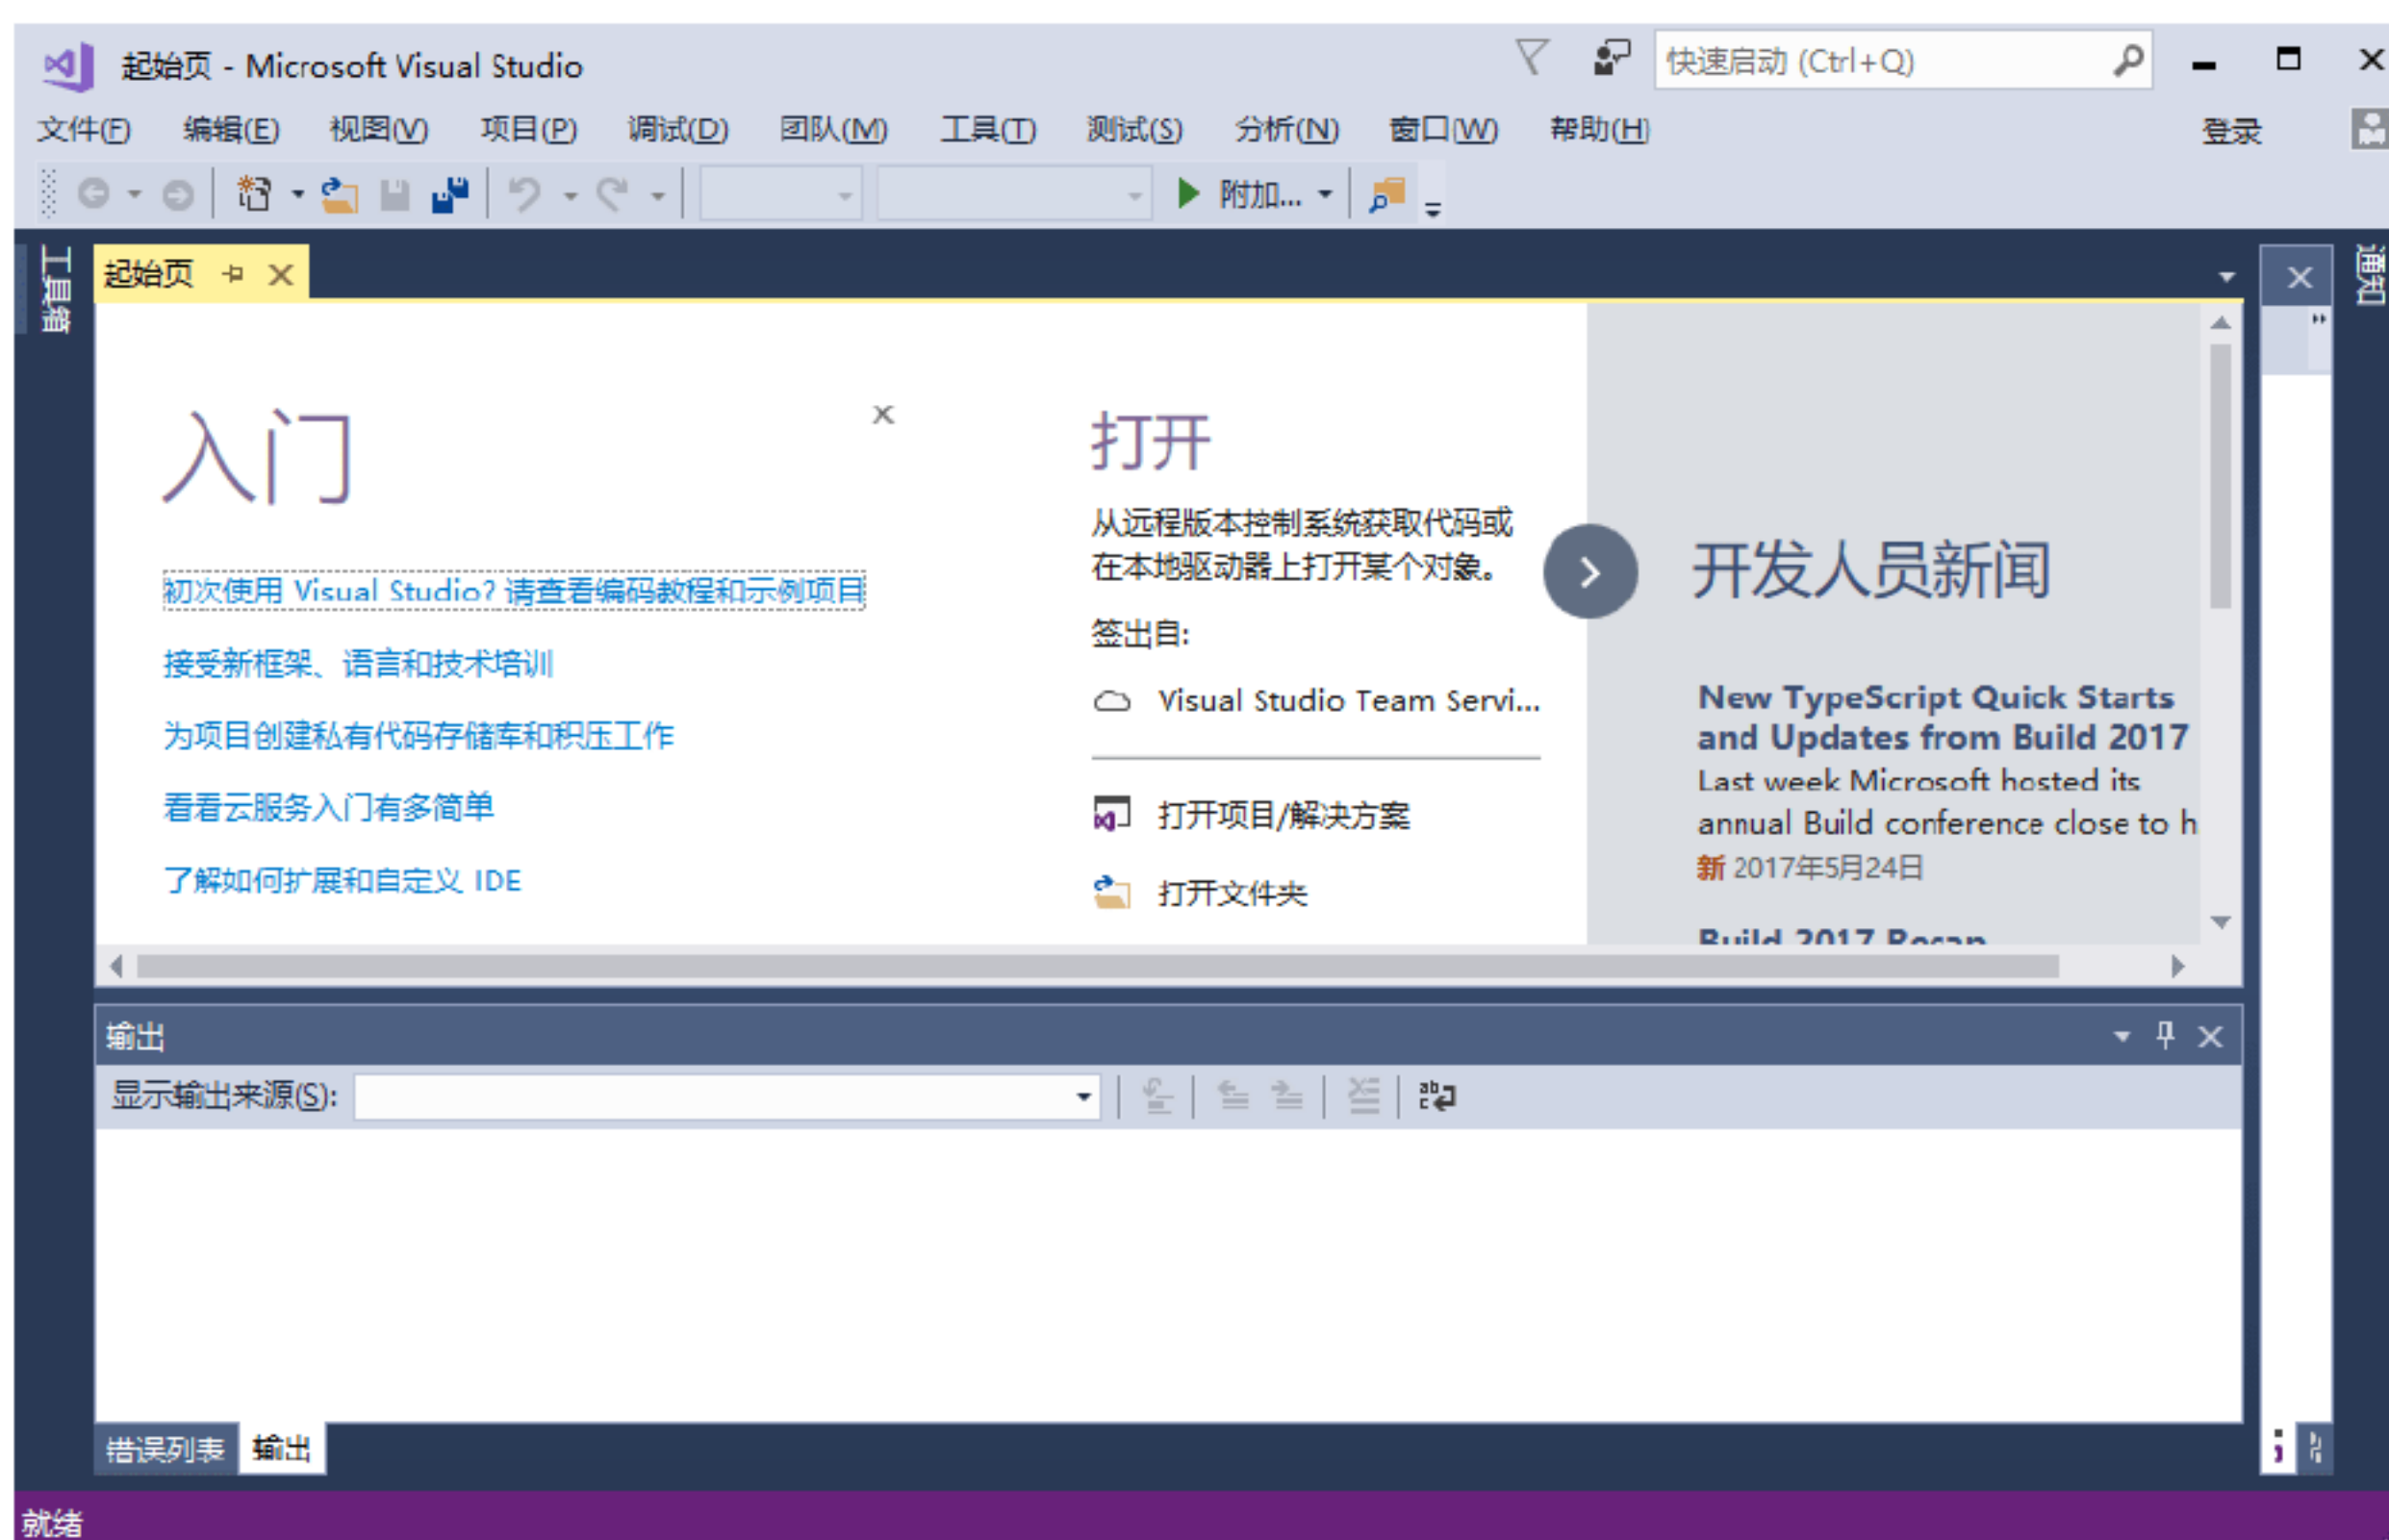 起始页 - Microsoft Visual Studio
快速启动 (Ctrl+Q)
文件(F) 编辑(E) 视图(V) 项目(P) 调试(D) 团队(M) 工具(T) 测试(S) 分析(N) 窗口(W) 帮助(H)
登录
附加...
工具箱
起始页
通知
入门
初次使用 Visual Studio? 请查看编码教程和示例项目
接受新框架、语言和技术培训
为项目创建私有代码存储库和积压工作
看看云服务入门有多简单
了解如何扩展和自定义 IDE
打开
从远程版本控制系统获取代码或
在本地驱动器上打开某个对象。
签出自:
Visual Studio Team Servi...
打开项目/解决方案
打开文件夹
开发人员新闻
New TypeScript Quick Starts
and Updates from Build 2017
Last week Microsoft hosted its
annual Build conference close to h
新 2017年5月24日
Build 2017 Recap
输出
显示输出来源(S):
错误列表 输出
就绪